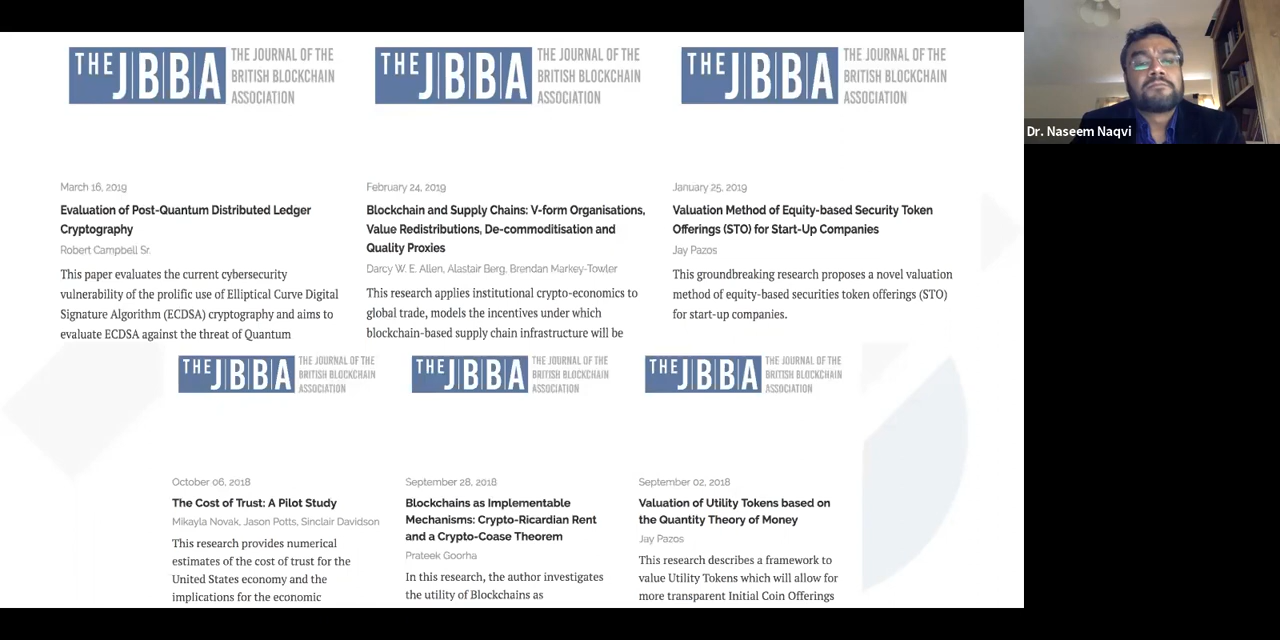 THE JBBA THE JOURNAL OF THE
BRITISH BLOCKCHAIN
ASSOCIATION
THE JBBA THE JOURNAL OF THE
BRITISH BLOCKCHAIN
ASSOCIATION
THE JBBA THE JOURNAL OF THE
BRITISH BLOCKCHAIN
ASSOCIATION
Dr. Naseem Naqvi
March 16, 2019
Evaluation of Post-Quantum Distributed Ledger
Cryptography
Robert Campbell Sr.
This paper evaluates the current cybersecurity
vulnerability of the prolific use of Elliptical Curve Digital
Signature Algorithm (ECDSA) cryptography and aims to
evaluate ECDSA against the threat of Quantum
February 24, 2019
Blockchain and Supply Chains: V-form Organisations,
Value Redistributions, De-commoditisation and
Quality Proxies
Darcy W. E. Allen, Alastair Berg, Brendan Markey-Towler
This research applies institutional crypto-economics to
global trade, models the incentives under which
blockchain-based supply chain infrastructure will be
January 25, 2019
Valuation Method of Equity-based Security Token
Offerings (STO) for Start-Up Companies
Jay Pazos
This groundbreaking research proposes a novel valuation
method of equity-based securities token offerings (STO)
for start-up companies.
THE JBBA THE JOURNAL OF THE
BRITISH BLOCKCHAIN
ASSOCIATION
THE JBBA THE JOURNAL OF THE
BRITISH BLOCKCHAIN
ASSOCIATION
THE JBBA THE JOURNAL OF THE
BRITISH BLOCKCHAIN
ASSOCIATION
October 06, 2018
The Cost of Trust: A Pilot Study
Mikayla Novak, Jason Potts, Sinclair Davidson
This research provides numerical
estimates of the cost of trust for the
United States economy and the
implications for the economic
September 28, 2018
Blockchains as Implementable
Mechanisms: Crypto-Ricardian Rent
and a Crypto-Coase Theorem
Prateek Goorha
In this research, the author investigates
the utility of Blockchains as
September 02, 2018
Valuation of Utility Tokens based on
the Quantity Theory of Money
Jay Pazos
This research describes a framework to
value Utility Tokens which will allow for
more transparent Initial Coin Offerings